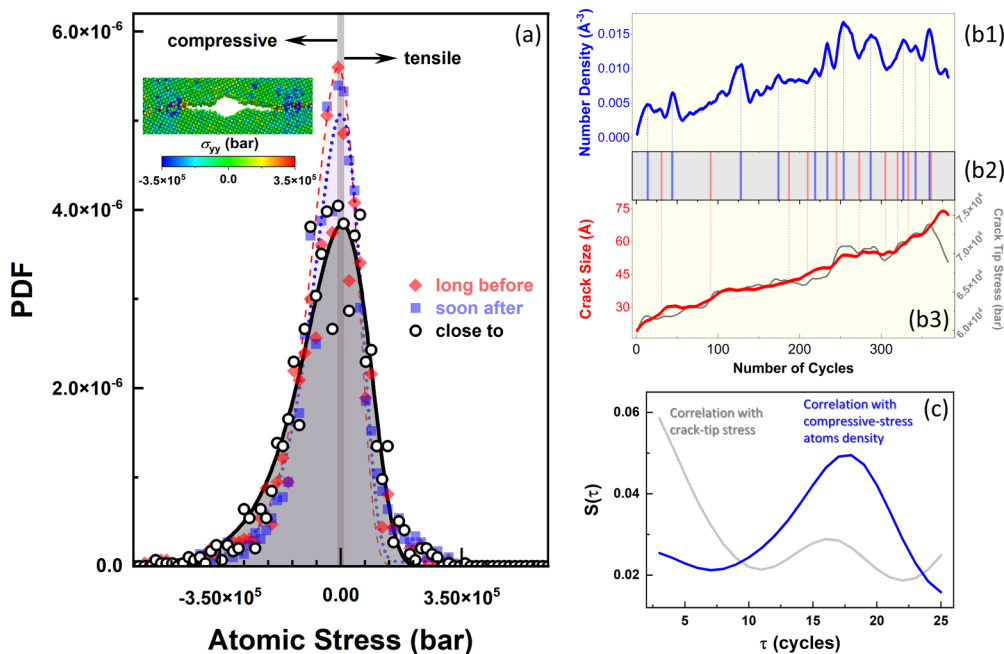 (a)
6.0×10⁻⁶
compressive
tensile
σyy (bar)
-3.5×10⁵ 0.0 3.5×10⁵
4.0×10⁻⁶
PDF
long before
soon after
close to
2.0×10⁻⁶
0.0
-3.50×10⁵ 0.00 3.50×10⁵
Atomic Stress (bar)
(b1)
Number Density (Å⁻³)
0.015
0.010
0.005
0.000
(b2)
(b3)
Crack Size (Å)
75
60
45
30
7.5×10⁴
7.0×10⁴
6.5×10⁴
6.0×10⁴
Crack Tip Stress (bar)
0 100 200 300
Number of Cycles
(c)
Correlation with
crack-tip stress
Correlation with
compressive-stress
atoms density
S(τ)
0.06
0.04
0.02
5 10 15 20 25
τ (cycles)